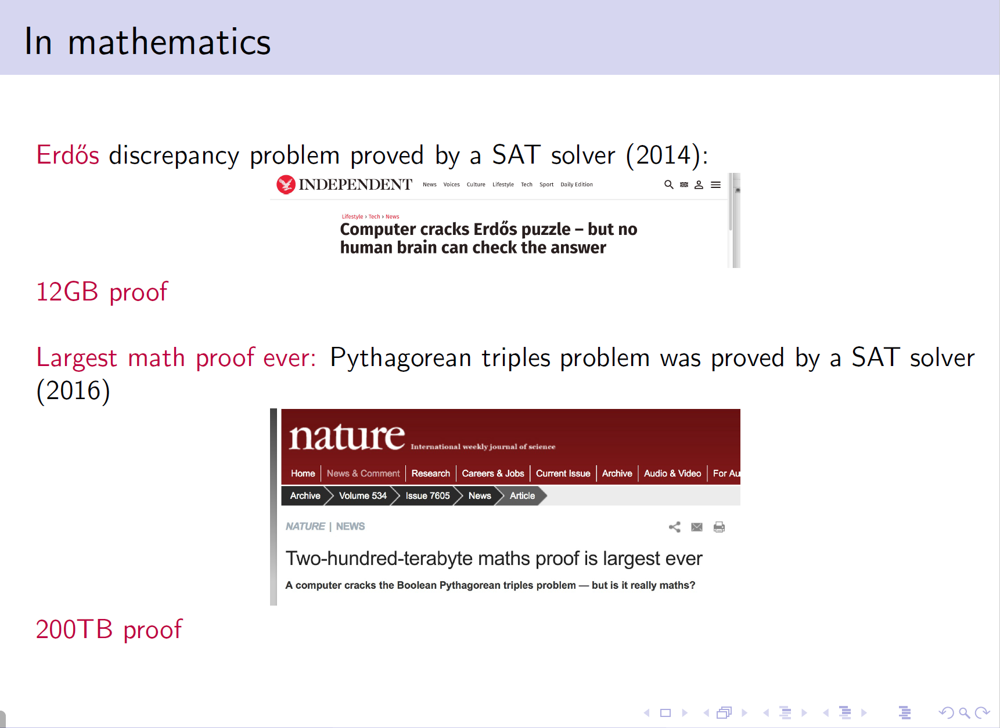 In mathematics
Erdős discrepancy problem proved by a SAT solver (2014):
INDEPENDENT News Voices Culture Lifestyle Tech Sport Daily Edition
Lifestyle › Tech › News
Computer cracks Erdős puzzle – but no
human brain can check the answer
12GB proof
Largest math proof ever: Pythagorean triples problem was proved by a SAT solver
(2016)
nature International weekly journal of science
Home News & Comment Research Careers & Jobs Current Issue Archive Audio & Video For Au
Archive Volume 534 Issue 7605 News Article
NATURE | NEWS
Two-hundred-terabyte maths proof is largest ever
A computer cracks the Boolean Pythagorean triples problem — but is it really maths?
200TB proof